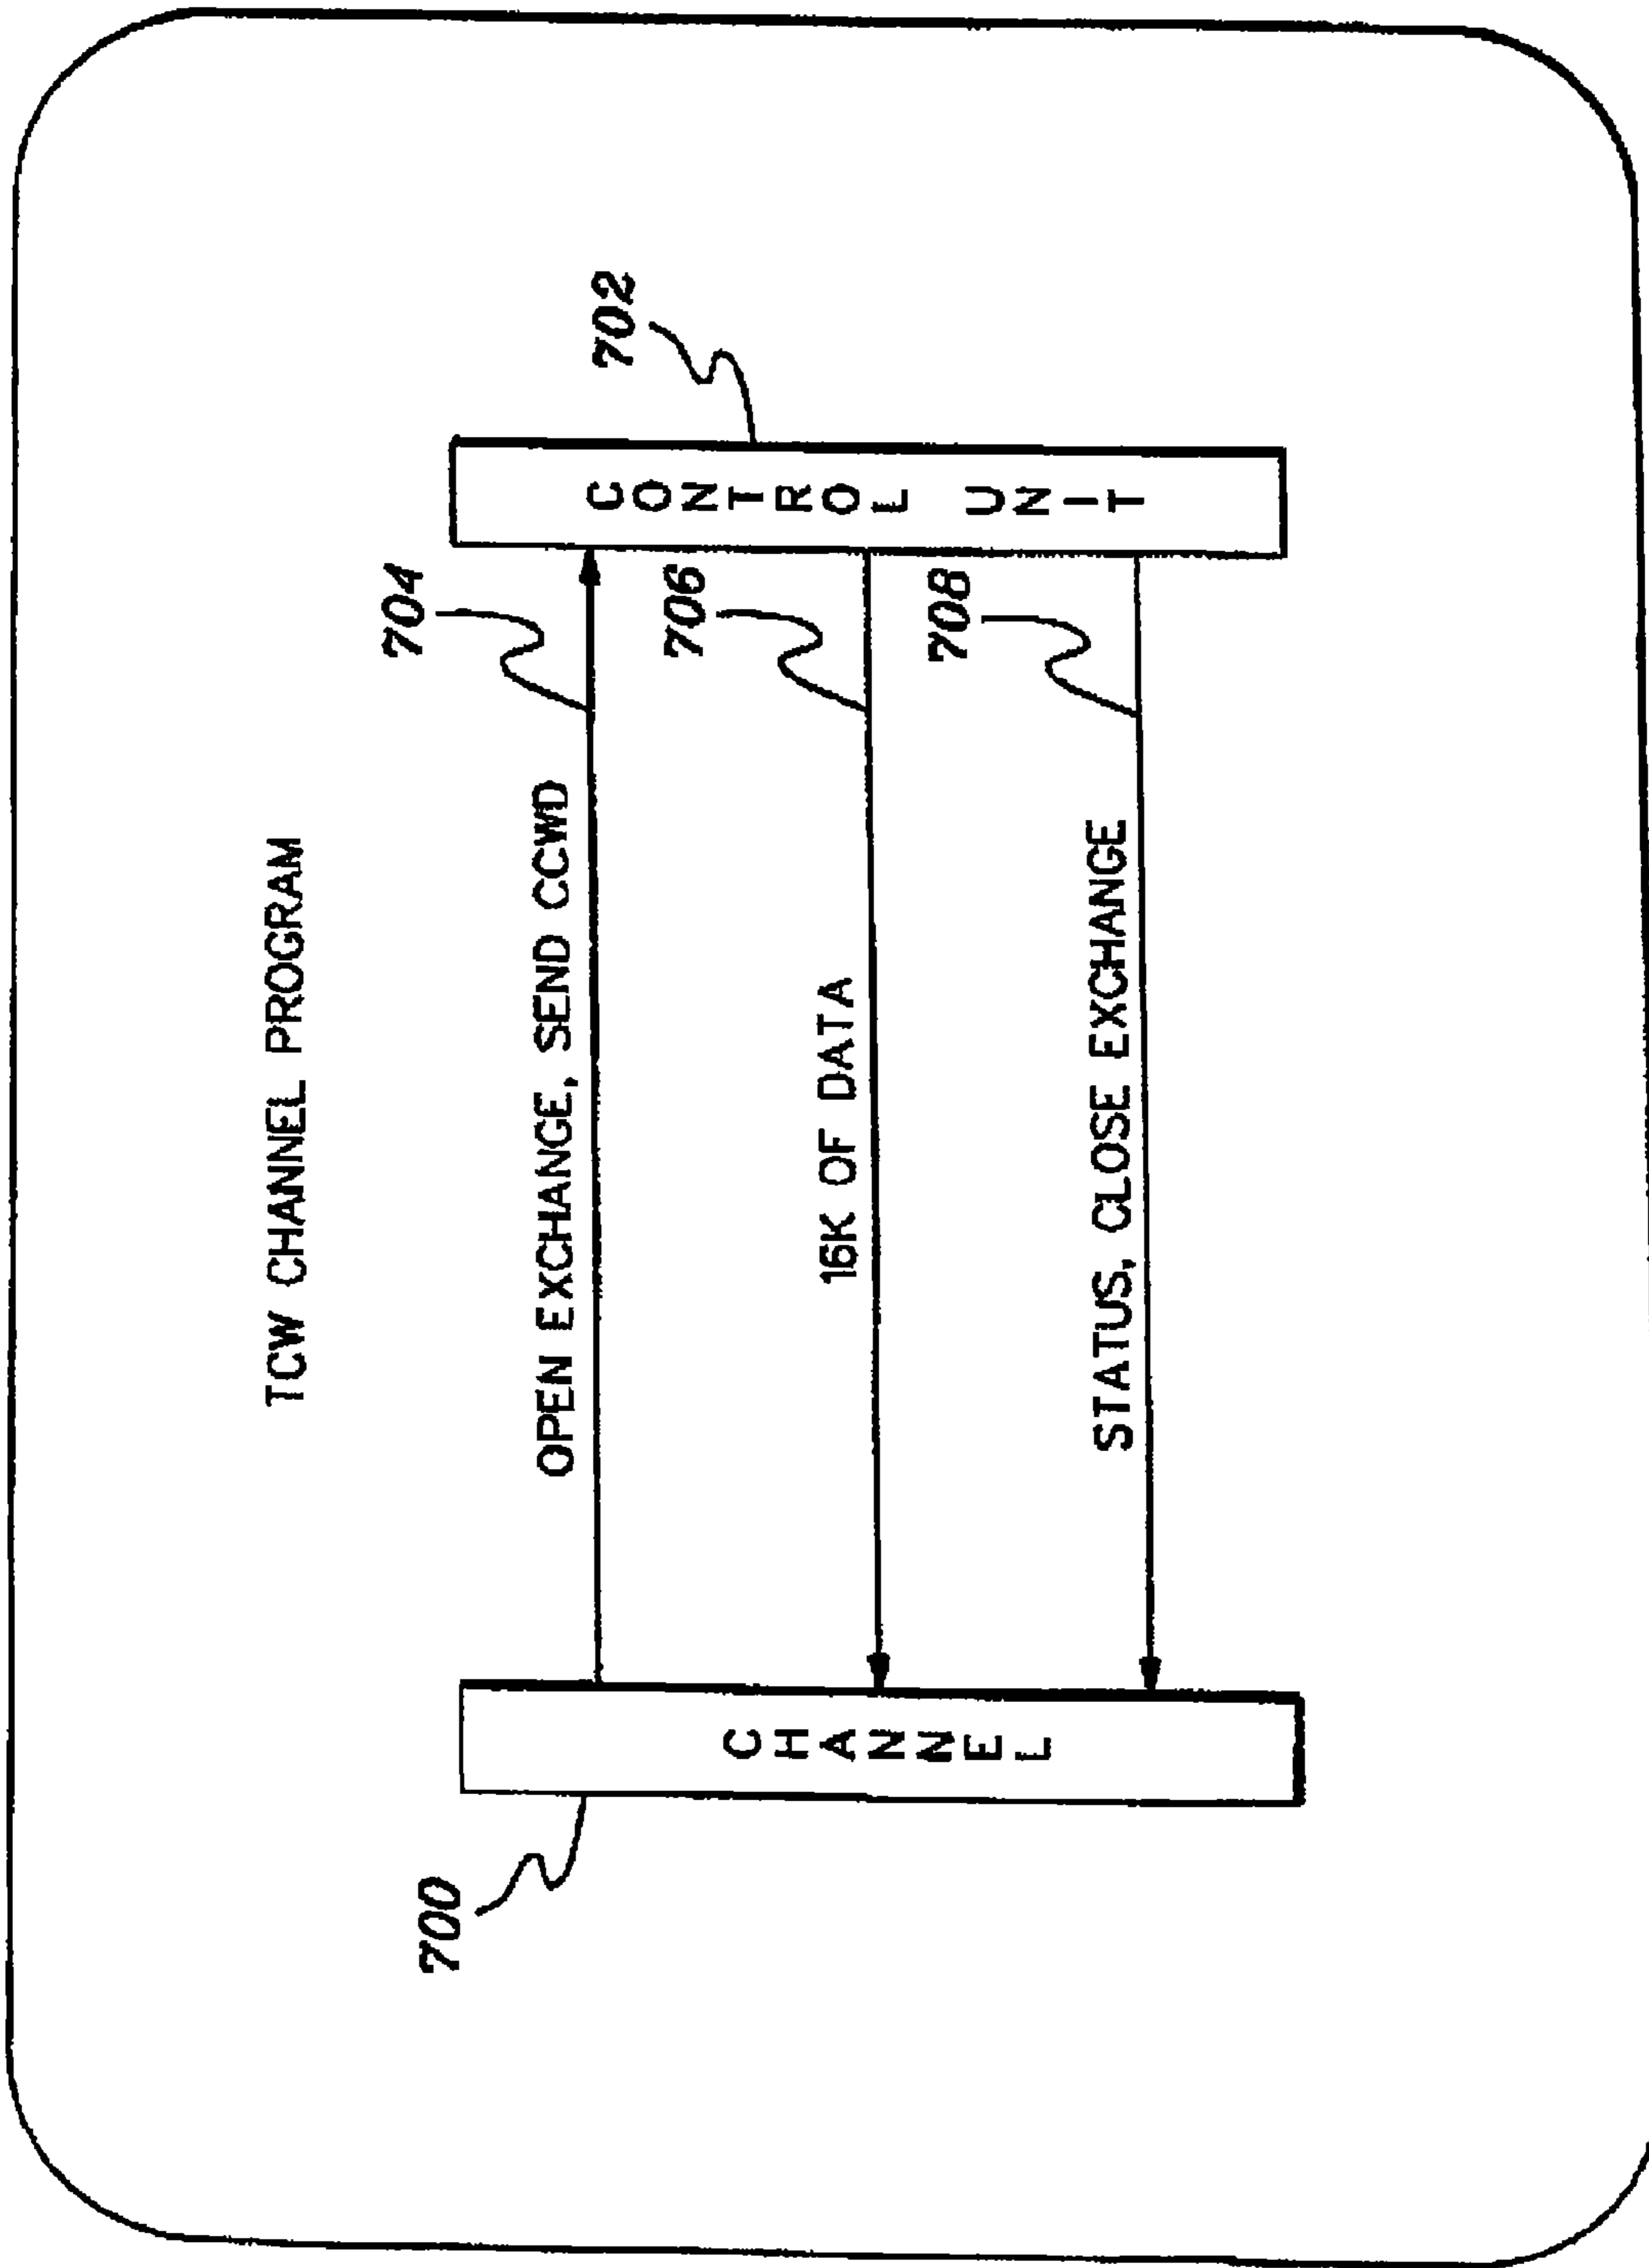 TCW CHANNEL PROGRAM
700
CHANNEL
702
CONTROL UNIT
704
OPEN EXCHANGE, SEND CCWD
706
16K OF DATA
708
STATUS, CLOSE EXCHANGE